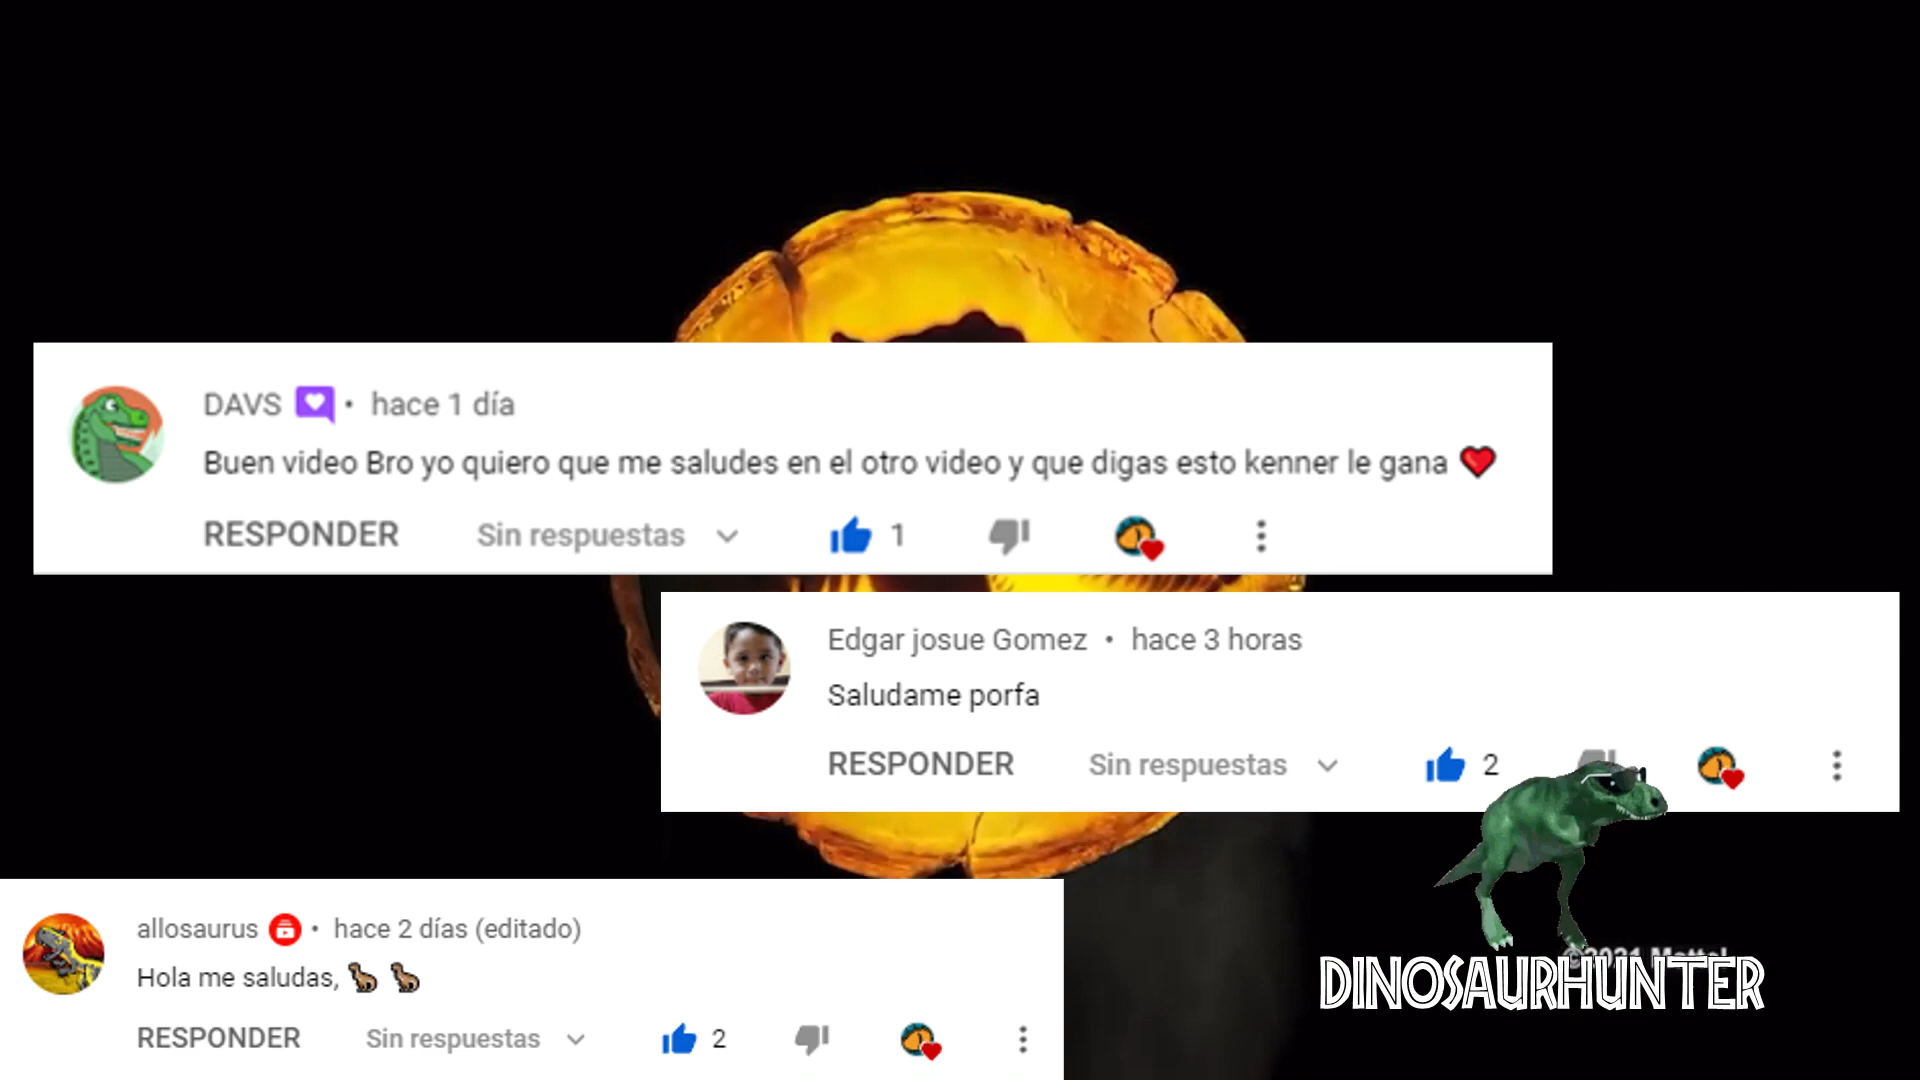 DAVS • hace 1 día
Buen video Bro yo quiero que me saludes en el otro video y que digas esto kenner le gana ❤
RESPONDER Sin respuestas 1
Edgar josue Gomez • hace 3 horas
Saludame porfa
RESPONDER Sin respuestas 2
allosaurus • hace 2 días (editado)
Hola me saludas, 🦕 🦕
RESPONDER Sin respuestas 2
©2021 Mattel
DINOSAURHUNTER